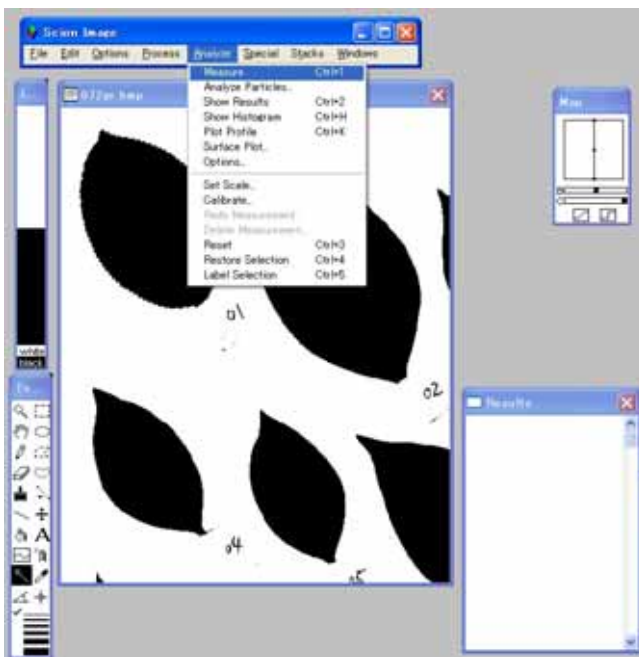 Scion Image
File Edit Options Process Analyze Special Stacks Windows
Measure Ctrl+1
Analyze Particles..
Show Results Ctrl+2
Show Histogram Ctrl+H
Plot Profile Ctrl+K
Surface Plot..
Options..
Set Scale..
Calibrate..
Redo Measurement
Delete Measurement..
Reset Ctrl+3
Restore Selection Ctrl+4
Label Selection Ctrl+5
Map
01
02
white
black
Results
04
05
A